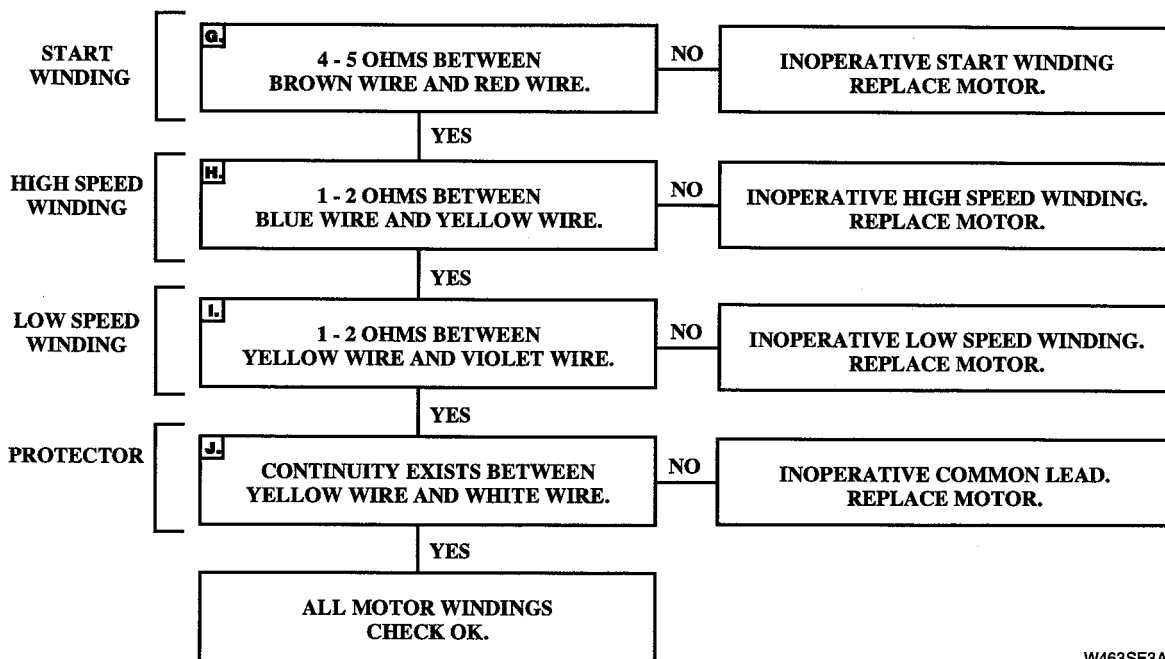 START
WINDING
G.
4 - 5 OHMS BETWEEN
BROWN WIRE AND RED WIRE.
NO
INOPERATIVE START WINDING
REPLACE MOTOR.
YES
HIGH SPEED
WINDING
H.
1 - 2 OHMS BETWEEN
BLUE WIRE AND YELLOW WIRE.
NO
INOPERATIVE HIGH SPEED WINDING.
REPLACE MOTOR.
YES
LOW SPEED
WINDING
I.
1 - 2 OHMS BETWEEN
YELLOW WIRE AND VIOLET WIRE.
NO
INOPERATIVE LOW SPEED WINDING.
REPLACE MOTOR.
YES
PROTECTOR
J.
CONTINUITY EXISTS BETWEEN
YELLOW WIRE AND WHITE WIRE.
NO
INOPERATIVE COMMON LEAD.
REPLACE MOTOR.
YES
ALL MOTOR WINDINGS
CHECK OK.
W463SE3A